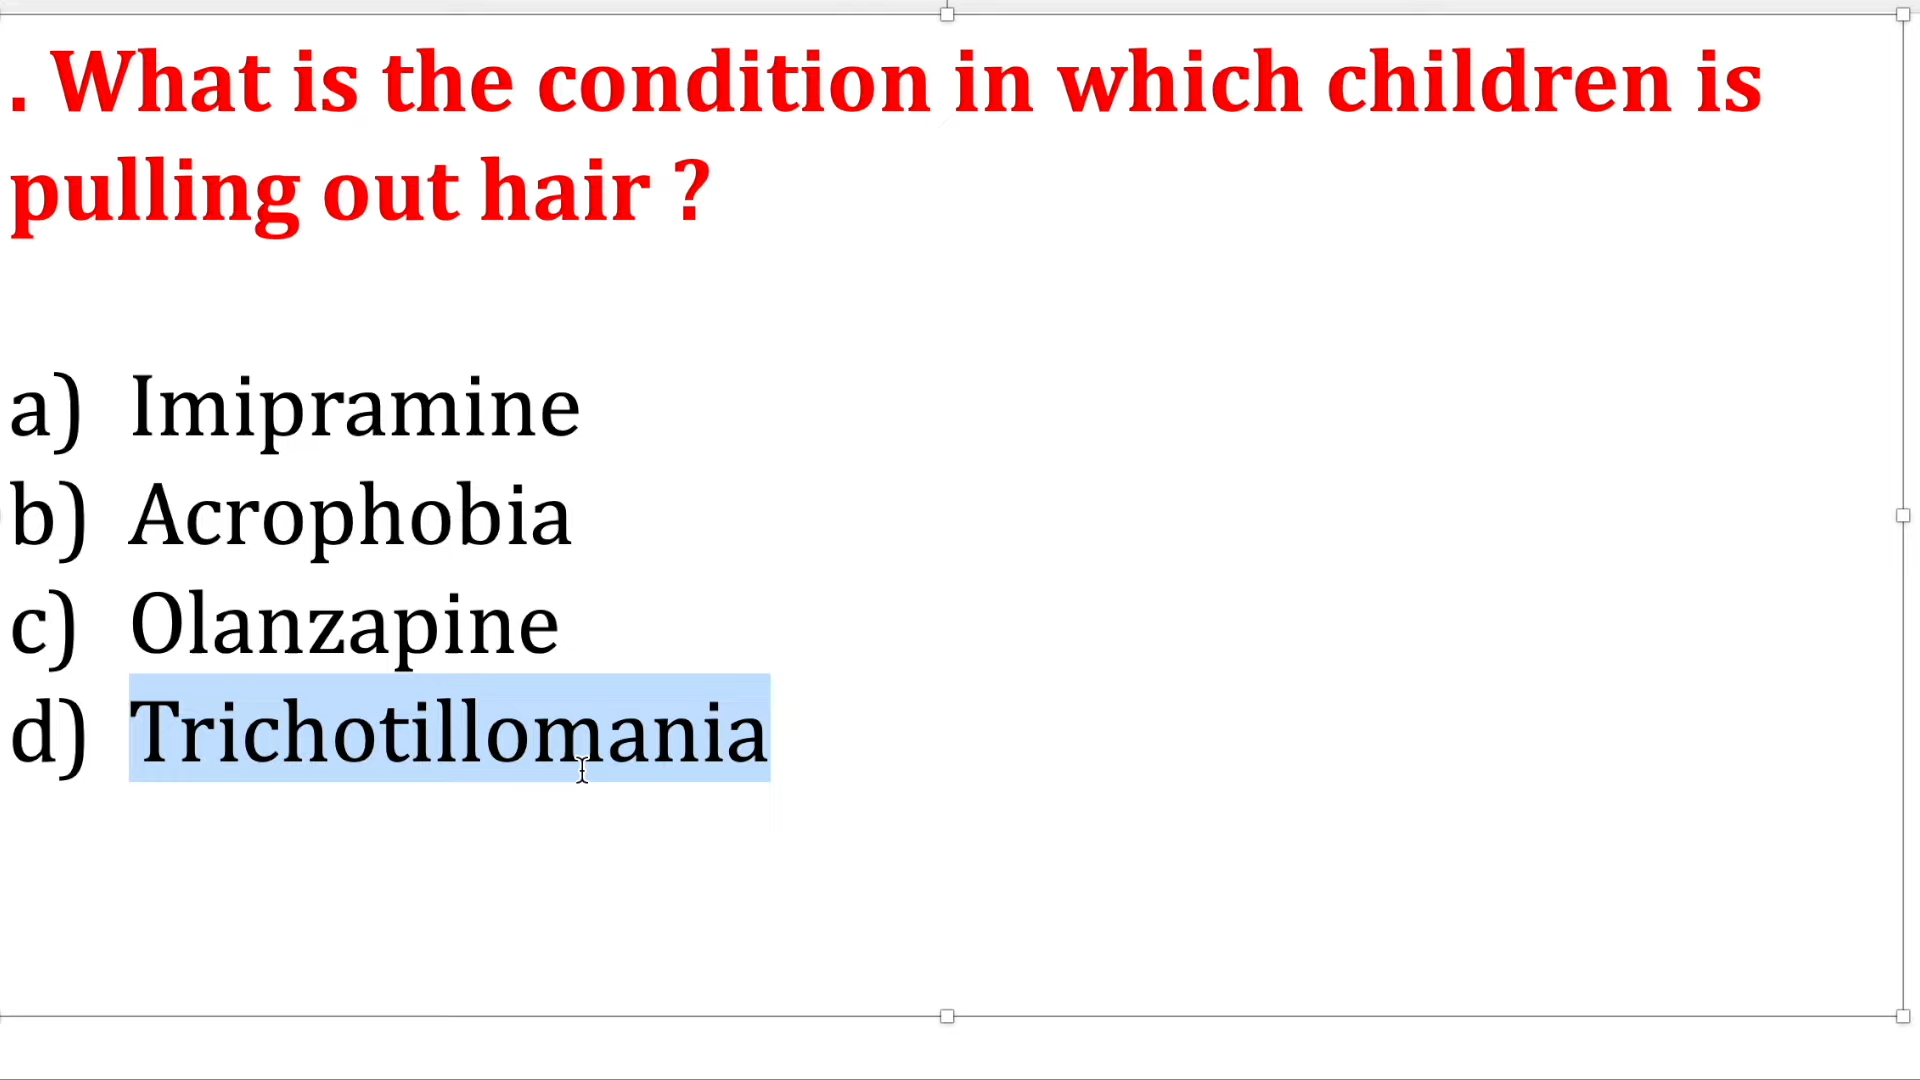 . What is the condition in which children is
pulling out hair ?
a) Imipramine
b) Acrophobia
c) Olanzapine
d) Trichotillomania